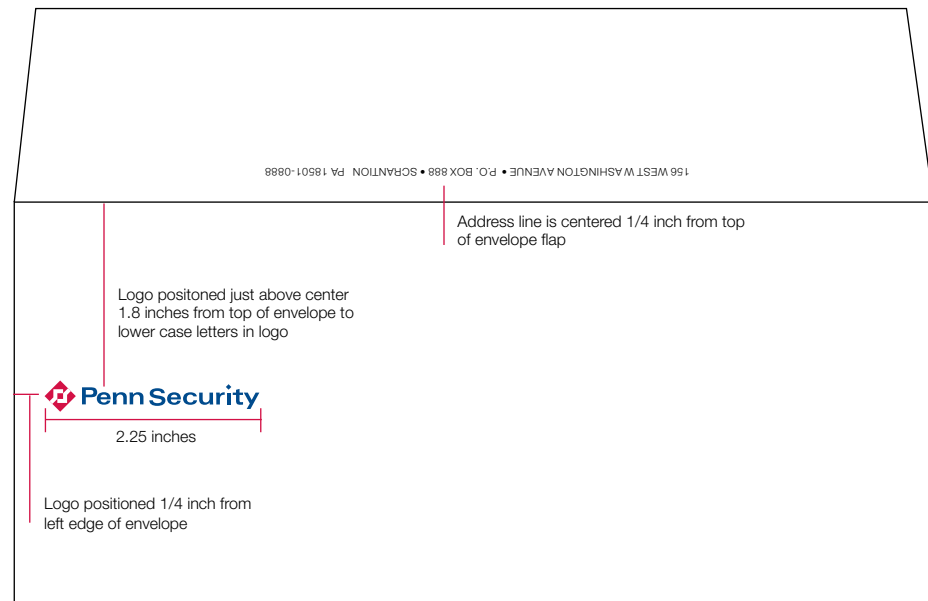 156 WEST WASHINGTON AVENUE • P.O. BOX 888 • SCRANTION PA 18501-0888
Address line is centered 1/4 inch from top
of envelope flap
Logo positoned just above center
1.8 inches from top of envelope to
lower case letters in logo
Penn Security
2.25 inches
Logo positioned 1/4 inch from
left edge of envelope